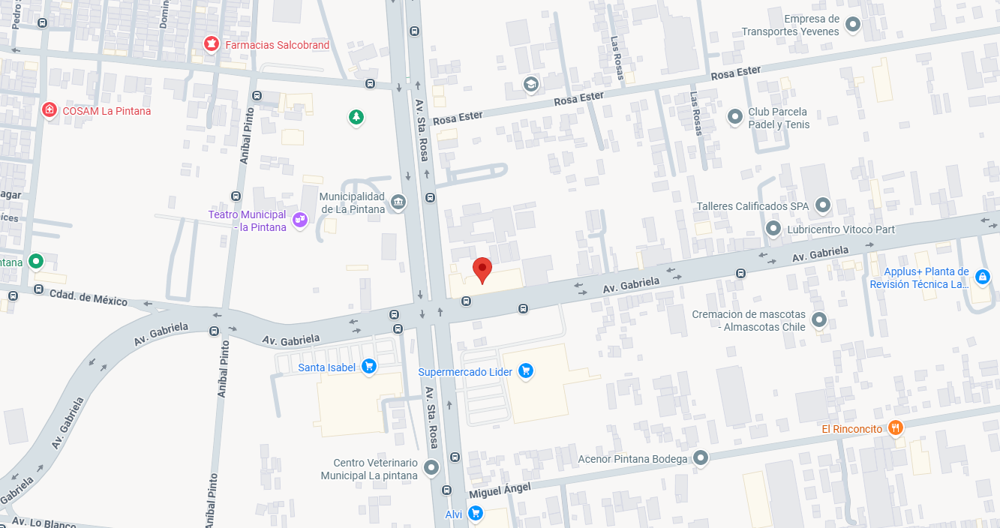 Pedro
Domin
Empresa de
Transportes Yevenes
Farmacias Salcobrand
Las Rosas
Rosa Ester
Rosa Ester
Rosa Ester
COSAM La Pintana
Av. Sta. Rosa
Las Rosas
Club Parcela
Padel y Tenis
Aníbal Pinto
Municipalidad
de La Pintana
Teatro Municipal
- la Pintana
Talleres Calificados SPA
Lubricentro Vitoco Part
Av. Gabriela
ntana
Applus+ Planta de
Revisión Técnica La...
Av. Gabriela
Cdad. de México
Cremacion de mascotas
- Almascotas Chile
Av. Gabriela
Av. Gabriela
Santa Isabel
Supermercado Lider
Aníbal Pinto
Av. Sta. Rosa
Av. Gabriela
El Rinconcito
Acenor Pintana Bodega
Centro Veterinario
Municipal La pintana
Miguel Ángel
Gabriela
Aníbal Pinto
Alvi
Av. Lo Blanco